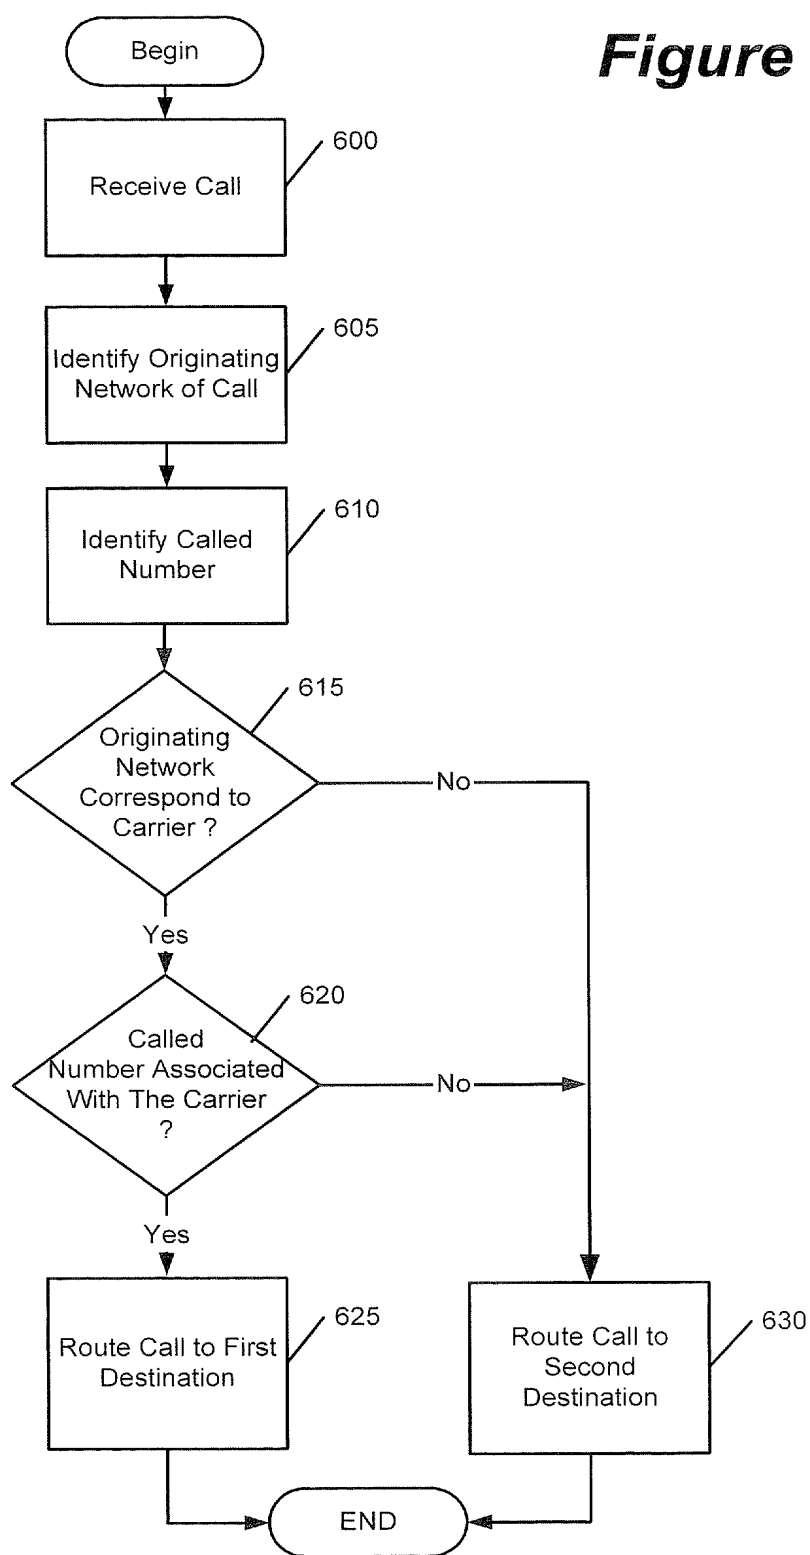 Begin
Figure
600
Receive Call
605
Identify Originating
Network of Call
610
Identify Called
Number
615
Originating
Network
Correspond to
Carrier ?
No
Yes
620
Called
Number Associated
With The Carrier
?
No
Yes
625
Route Call to First
Destination
630
Route Call to
Second
Destination
END